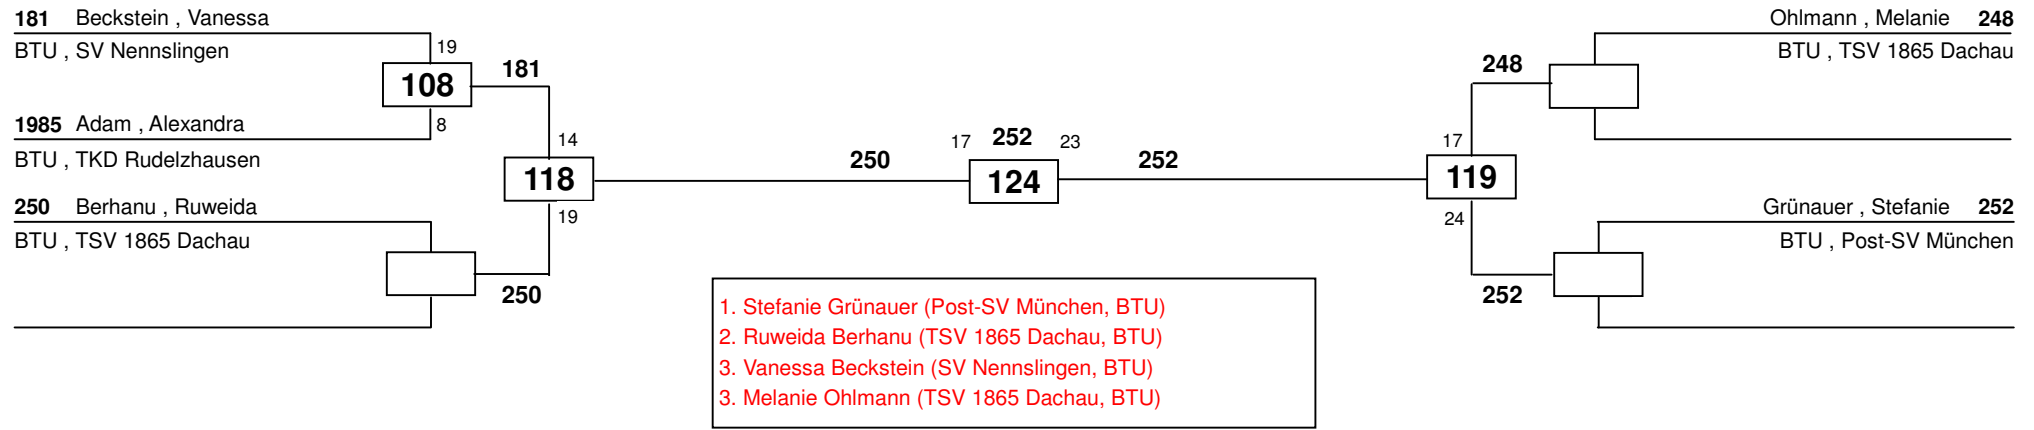 181 Beckstein , Vanessa
BTU , SV Nennslingen
19
108
181
8
1985 Adam , Alexandra
BTU , TKD Rudelzhausen
14
118
19
250 Berhanu , Ruweida
BTU , TSV 1865 Dachau
250
250
17 252 23
124
252
Ohlmann , Melanie 248
BTU , TSV 1865 Dachau
248
17
119
24
Grünauer , Stefanie 252
BTU , Post-SV München
252
1. Stefanie Grünauer (Post-SV München, BTU)
2. Ruweida Berhanu (TSV 1865 Dachau, BTU)
3. Vanessa Beckstein (SV Nennslingen, BTU)
3. Melanie Ohlmann (TSV 1865 Dachau, BTU)